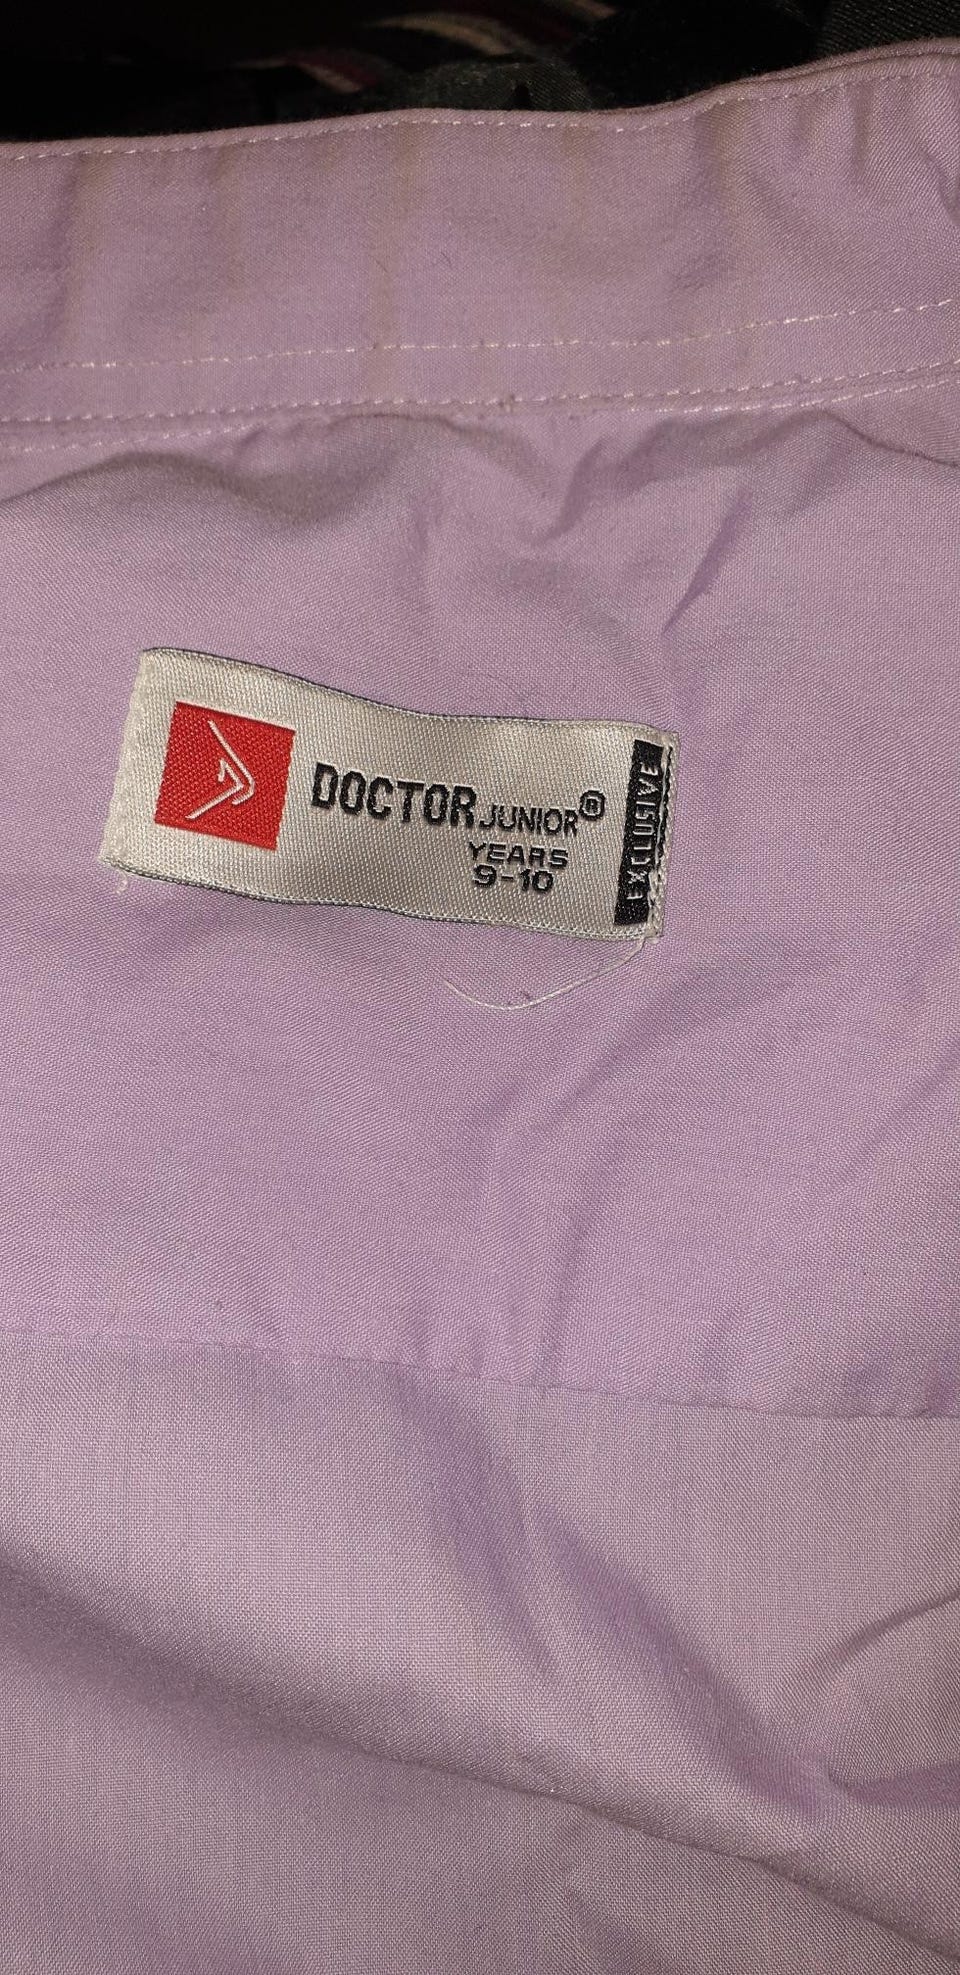 DOCTOR JUNIOR®
YEARS
9-10
EXCLUSIVE